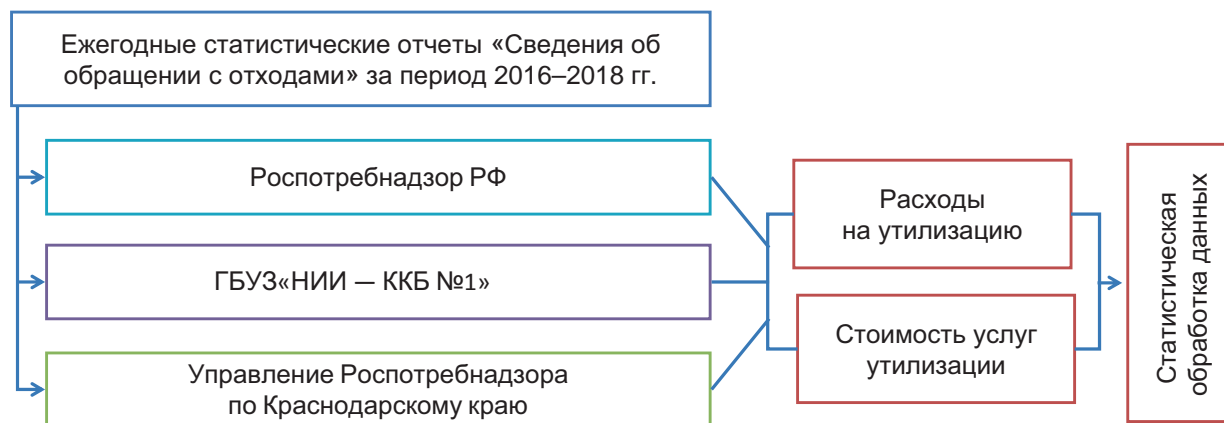 Ежегодные статистические отчеты «Сведения об
обращении с отходами» за период 2016–2018 гг.
Роспотребнадзор РФ
ГБУЗ«НИИ — ККБ №1»
Управление Роспотребнадзора
по Краснодарскому краю
Расходы
на утилизацию
Стоимость услуг
утилизации
Статистическая
обработка данных